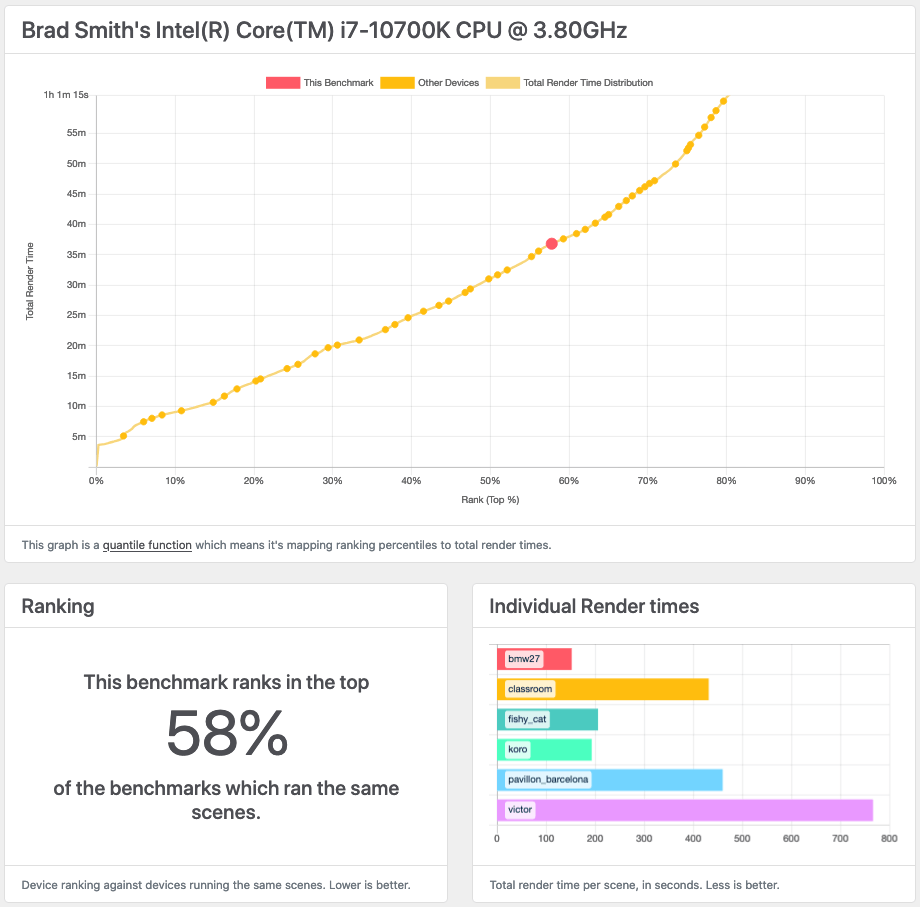 Brad Smith's Intel(R) Core(TM) i7-10700K CPU @ 3.80GHz
This Benchmark
Other Devices
Total Render Time Distribution
1h 1m 15s
55m
50m
45m
40m
35m
30m
25m
20m
15m
10m
5m
Total Render Time
0%
10%
20%
30%
40%
50%
60%
70%
80%
90%
100%
Rank (Top %)
This graph is a quantile function which means it's mapping ranking percentiles to total render times.
Ranking
This benchmark ranks in the top
58%
of the benchmarks which ran the same
scenes.
Device ranking against devices running the same scenes. Lower is better.
Individual Render times
bmw27
classroom
fishy_cat
koro
pavillon_barcelona
victor
0
100
200
300
400
500
600
700
800
Total render time per scene, in seconds. Less is better.